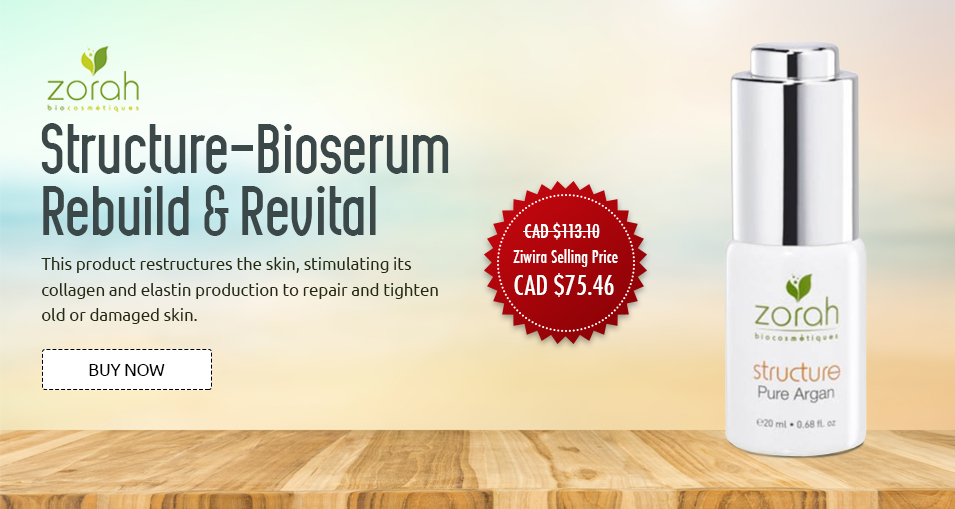 zorah
biocosmétiques
Structure-Bioserum
Rebuild & Revital
This product restructures the skin, stimulating its
collagen and elastin production to repair and tighten
old or damaged skin.
BUY NOW
CAD $113.10
Ziwira Selling Price
CAD $75.46
zorah
biocosmétiques
structure
Pure Argan
℮20 ml • 0.68 fl. oz